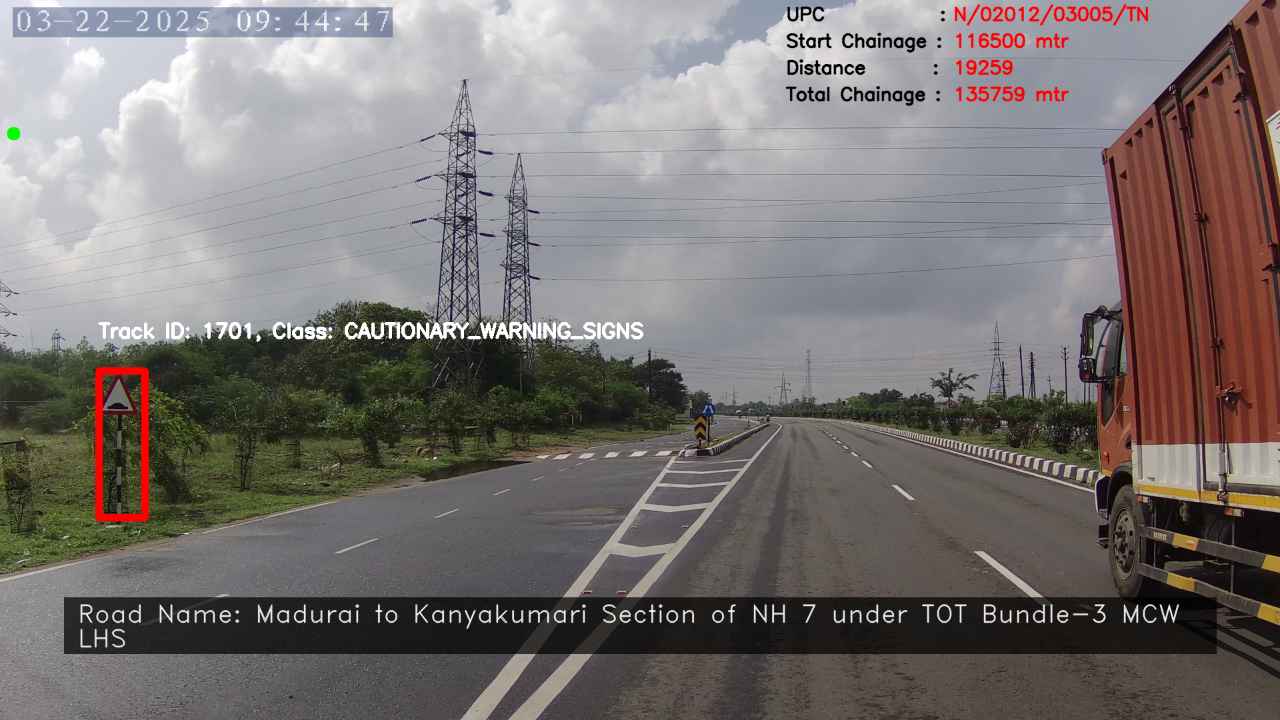 03-22-2025 09:44:47
UPC : N/02012/03005/TN
Start Chainage : 116500 mtr
Distance : 19259
Total Chainage : 135759 mtr
Track ID: 1701, Class: CAUTIONARY_WARNING_SIGNS
Road Name: Madurai to Kanyakumari Section of NH 7 under TOT Bundle-3 MCW
LHS